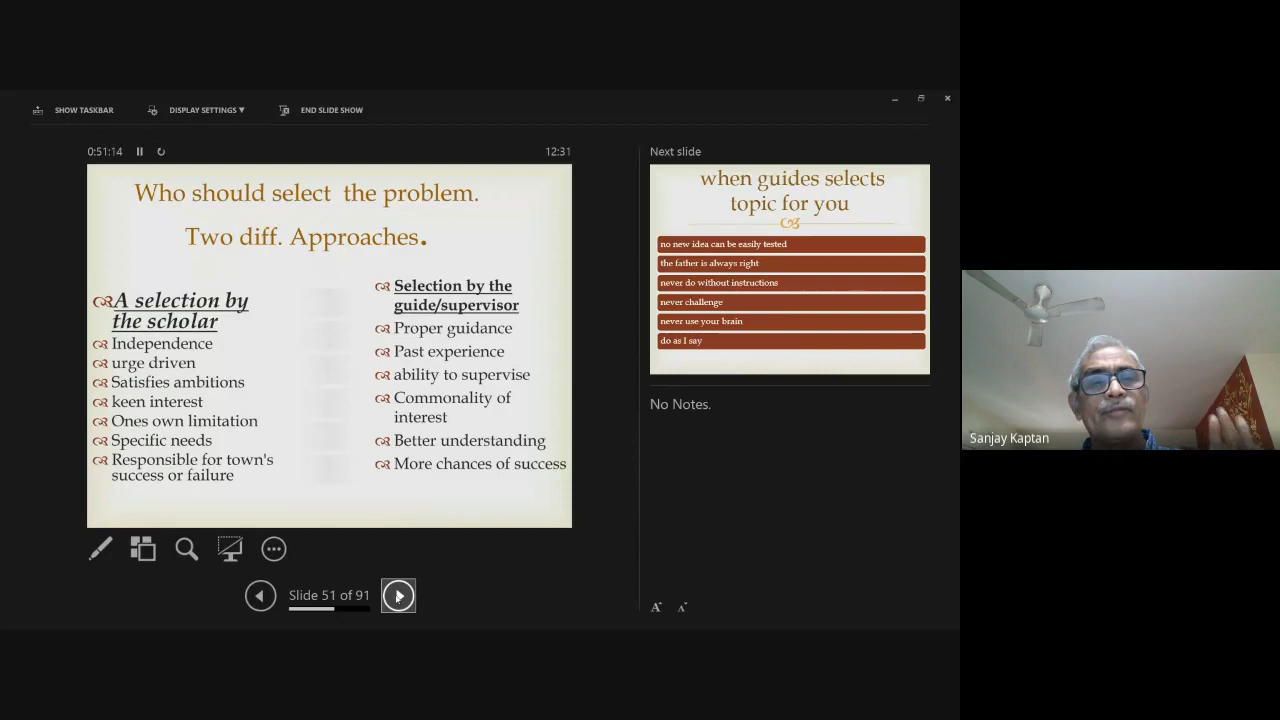 SHOW TASKBAR
DISPLAY SETTINGS ▼
END SLIDE SHOW
0:51:14
12:31
Next slide
Who should select the problem.
Two diff. Approaches.
A selection by
the scholar
Independence
urge driven
Satisfies ambitions
keen interest
Ones own limitation
Specific needs
Responsible for town's
success or failure
Selection by the
guide/supervisor
Proper guidance
Past experience
ability to supervise
Commonality of
interest
Better understanding
More chances of success
when guides selects
topic for you
no new idea can be easily tested
the father is always right
never do without instructions
never challenge
never use your brain
do as I say
No Notes.
Slide 51 of 91
A A
Sanjay Kaptan